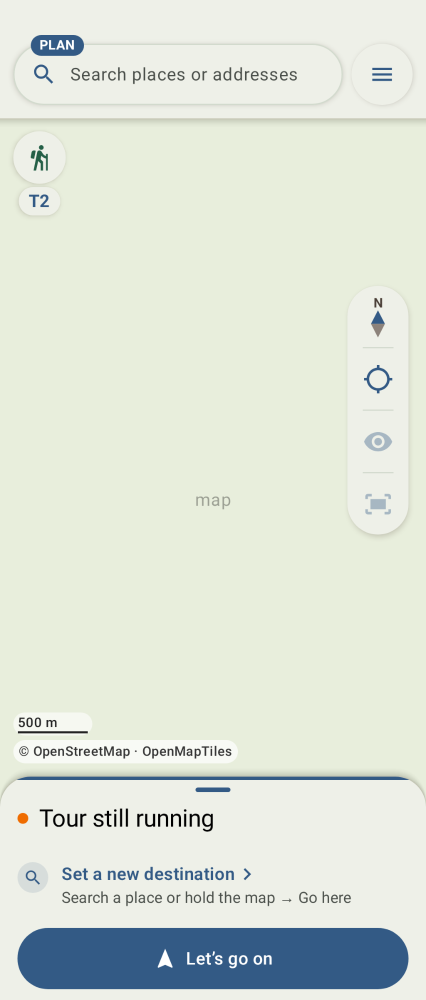 PLAN
Search places or addresses
T2
N
map
500 m
© OpenStreetMap · OpenMapTiles
Tour still running
Set a new destination
Search a place or hold the map → Go here
Let's go on